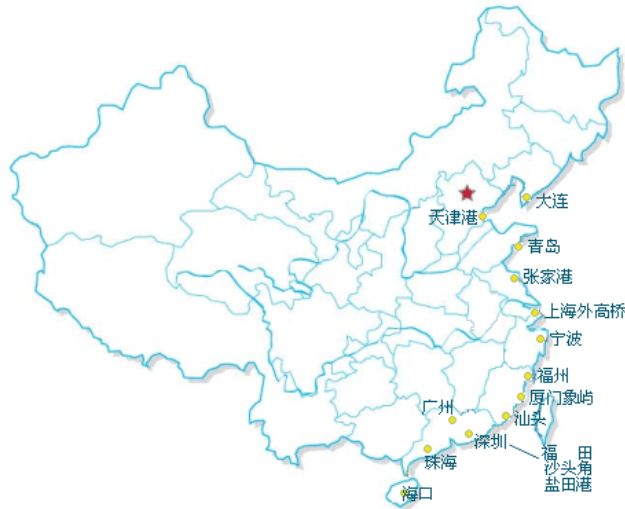 大连
天津港
青岛
张家港
上海外高桥
宁波
福州
厦门象屿
汕头
广州
深圳
福 田
沙头角
盐田港
珠海
海口